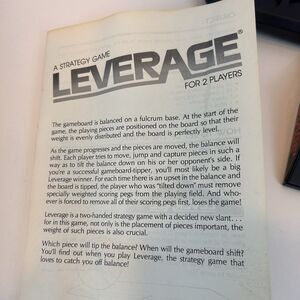 A STRATEGY GAME
LEVERAGE®
FOR 2 PLAYERS
The gameboard is balanced on a fulcrum base. At the start of the
game, the playing pieces are positioned on the board so that their
weight is evenly distributed and the board is perfectly level.
As the game progresses and the pieces are moved, the balance will
shift. Each player tries to move, jump and capture pieces in such a
way as to tilt the balance down on his or her opponent's side. If
you're a successful gameboard-tipper, you'll most likely be a big
Leverage winner. For each time there is an upset in the balance and
the board is tipped, the player who was "tilted down" must remove
specially weighted scoring pegs from the playing field. And who-
ever is forced to remove all of their scoring pegs first, loses the game!
Leverage is a two-handed strategy game with a decided new slant. . .
for in this game, not only is the placement of pieces important, the
weight of such pieces is also crucial.
Which piece will tip the balance? When will the gameboard shift?
You'll find out when you play Leverage, the strategy game that
loves to catch you off balance!